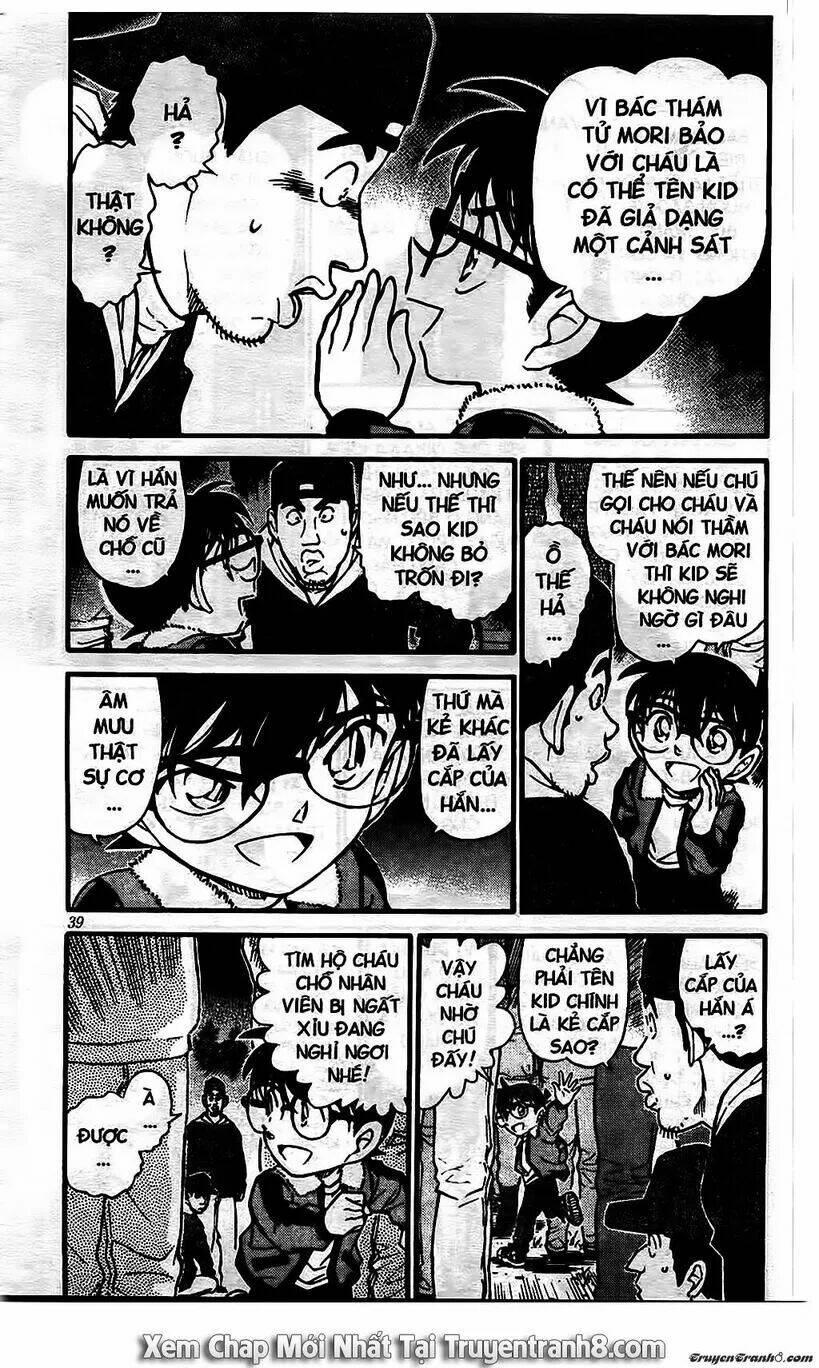 VÌ BÁC THÁM
TỬ MORI BẢO
VỚI CHÁU LÀ
CÓ THỂ TÊN KID
ĐÃ GIẢ DẠNG
MỘT CẢNH SÁT
...
HẢ
?
THẬT
KHÔNG
?
THẾ NÊN NẾU CHÚ
GỌI CHO CHÁU VÀ
CHÁU NÓI THẦM
VỚI BÁC MORI
THÌ KID SẼ
KHÔNG NGHI
NGỜ GÌ ĐÂU
...
Ồ
THẾ
HẢ
...
NHƯ... NHƯNG
NẾU THẾ THÌ
SAO KID
KHÔNG BỎ
TRỐN ĐI?
LÀ VÌ HẮN
MUỐN TRẢ
NÓ VỀ
CHỖ CŨ
...
THỨ MÀ
KẺ KHÁC
ĐÃ LẤY
CẮP CỦA
HẮN...
ÂM
MƯU
THẬT
SỰ CƠ
...
39
LẤY
CẮP CỦA
HẮN Á
...?
CHẲNG
PHẢI TÊN
KID CHÍNH
LÀ KẺ CẮP
SAO?
VẬY
CHÁU
NHỜ
CHÚ
ĐẤY!
TÌM HỘ CHÁU
CHỖ NHÂN
VIÊN BỊ NGẤT
XỈU ĐANG
NGHỈ NGƠI
NHÉ!
À
...
ĐƯỢC
...
Xem Chap Mới Nhất Tại Truyentranh8.com
TruyenTranh8.com